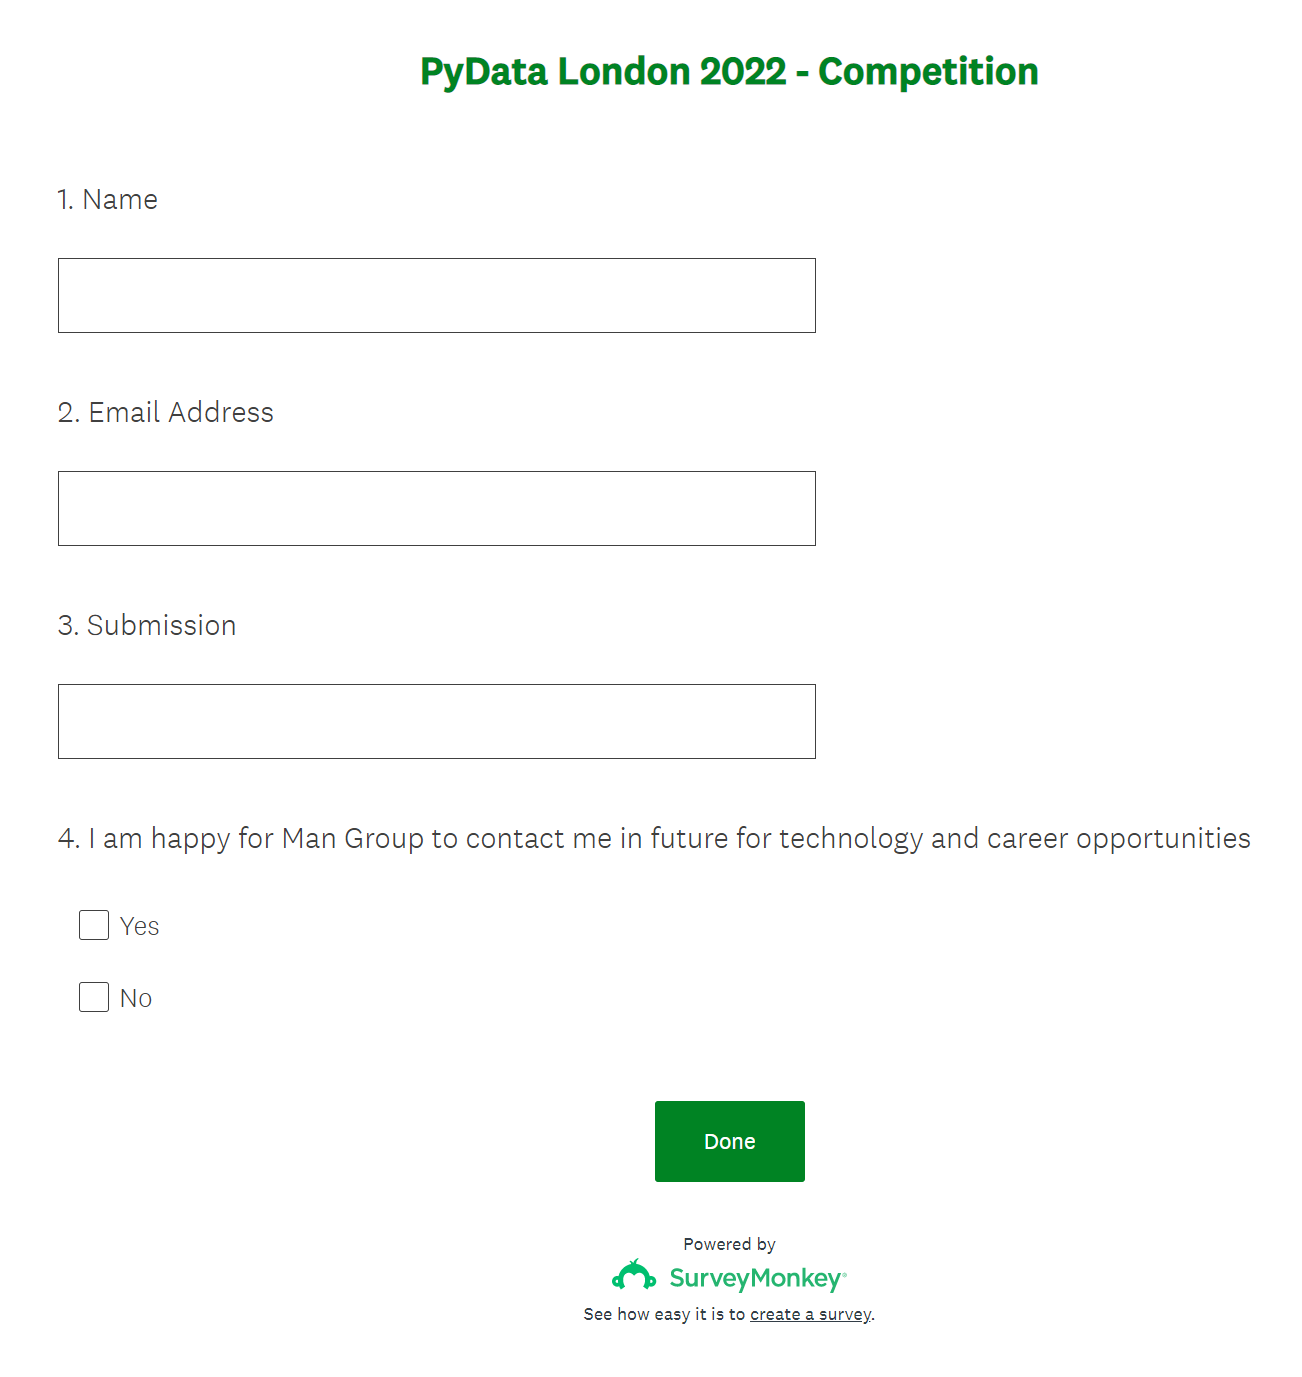 PyData London 2022 - Competition
1. Name
2. Email Address
3. Submission
4. I am happy for Man Group to contact me in future for technology and career opportunities
Yes
No
Done
Powered by
SurveyMonkey®
See how easy it is to create a survey.